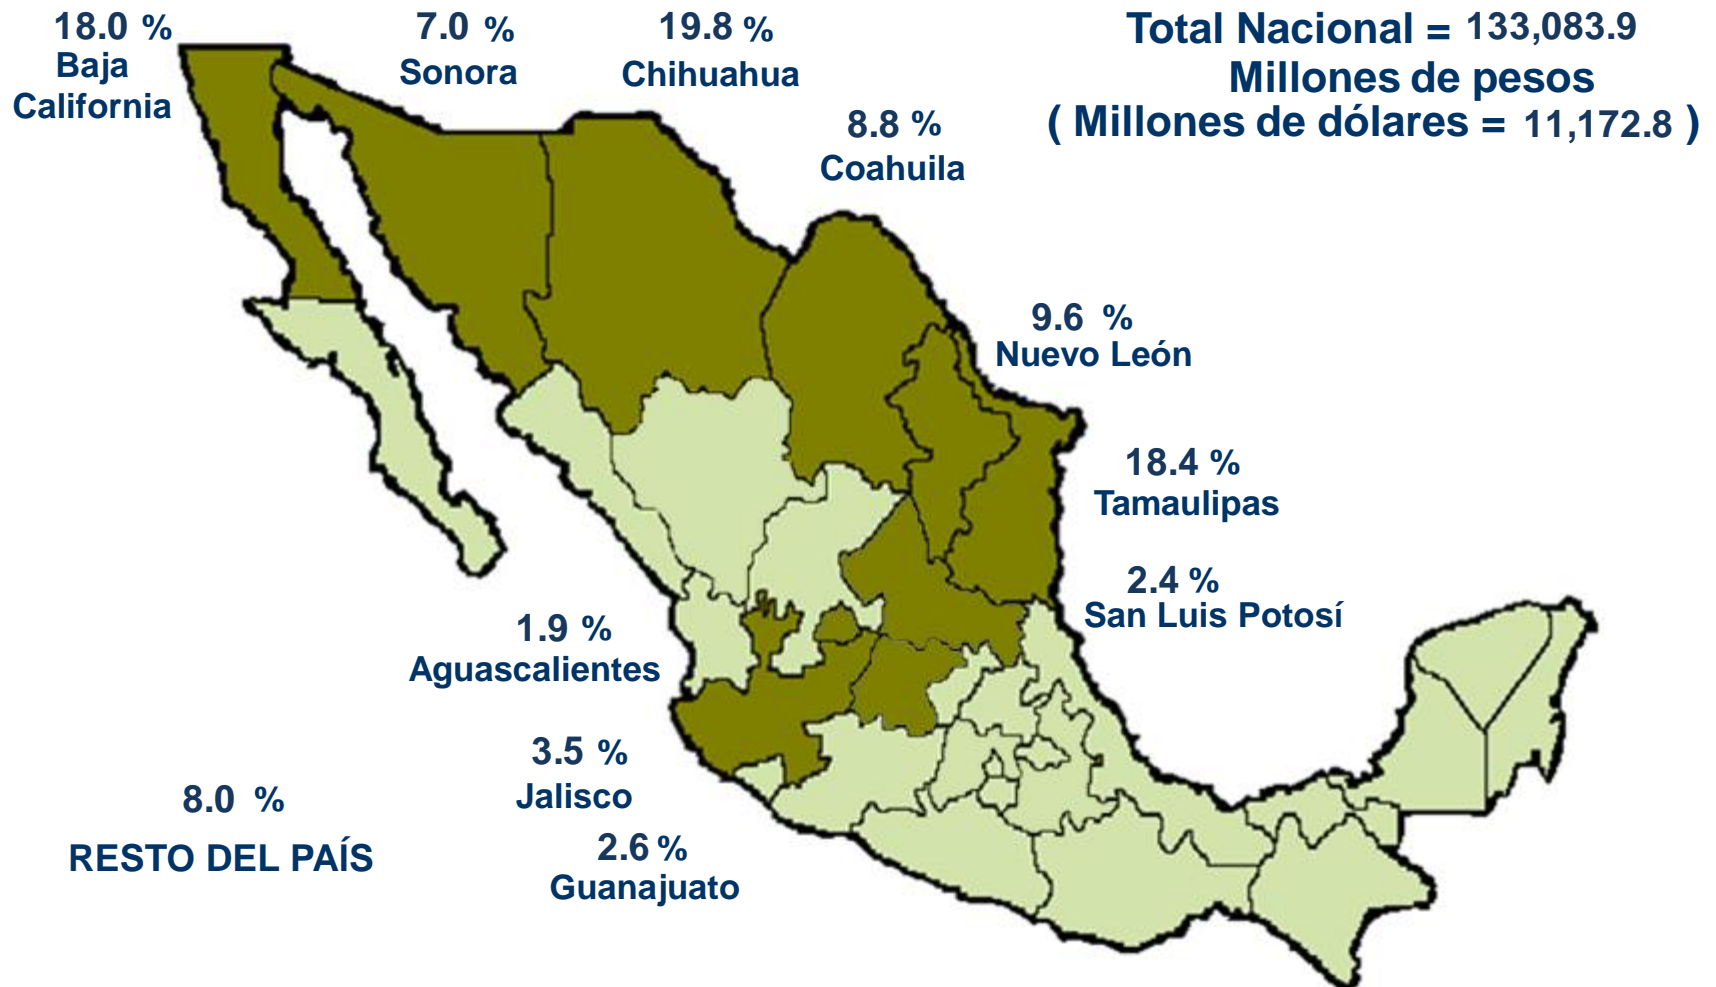 18.0 %
Baja
California
7.0 %
Sonora
19.8 %
Chihuahua
Total Nacional = 133,083.9
Millones de pesos
( Millones de dólares = 11,172.8 )
8.8 %
Coahuila
9.6 %
Nuevo León
18.4 %
Tamaulipas
2.4 %
San Luis Potosí
1.9 %
Aguascalientes
3.5 %
Jalisco
8.0 %
RESTO DEL PAÍS
2.6 %
Guanajuato